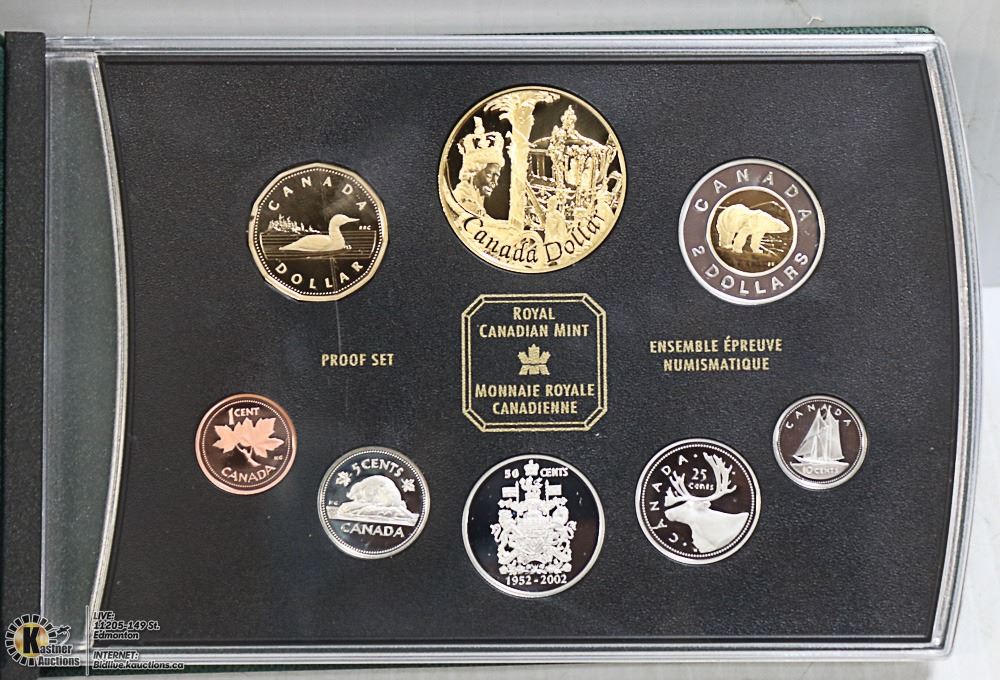 CANADA
DOLLAR
Canada Dollar
CANADA
2 DOLLARS
ROYAL
CANADIAN MINT
MONNAIE ROYALE
CANADIENNE
PROOF SET
ENSEMBLE ÉPREUVE
NUMISMATIQUE
1 CENT
CANADA
5 CENTS
CANADA
50 CENTS
1952-2002
CANADA
25
cents
CANADA
10 CENTS
K
Kastner
Auctions
LIVE:
11205-149 St.
Edmonton
INTERNET:
Bidlive.kauctions.ca